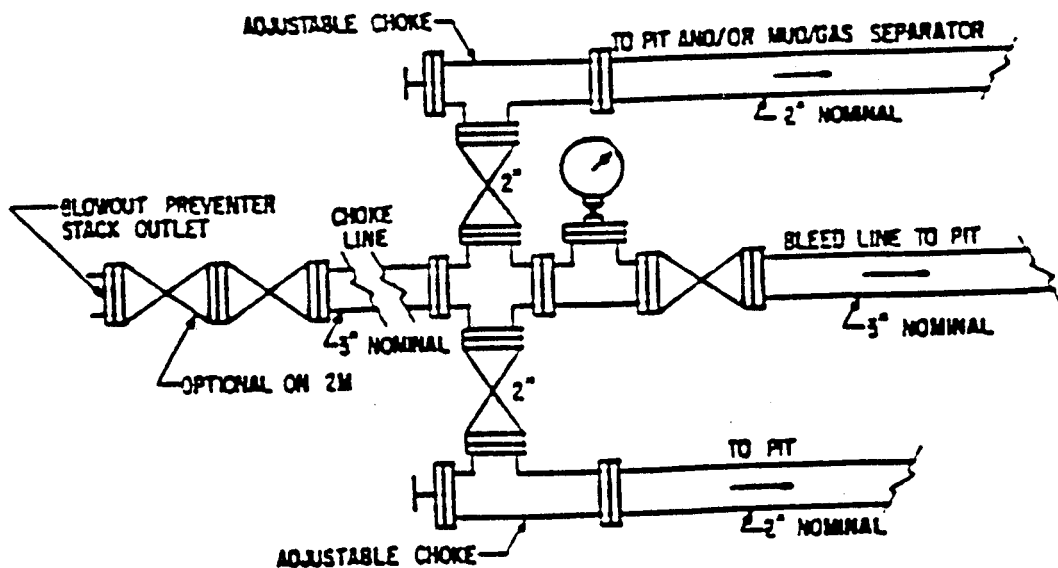 ADJUSTABLE CHOKE
TO PIT AND/OR MUD/GAS SEPARATOR
2" NOMINAL
2"
BLOWOUT PREVENTER
STACK OUTLET
CHOKE
LINE
BLEED LINE TO PIT
3" NOMINAL
3" NOMINAL
OPTIONAL ON 2M
2"
TO PIT
2" NOMINAL
ADJUSTABLE CHOKE